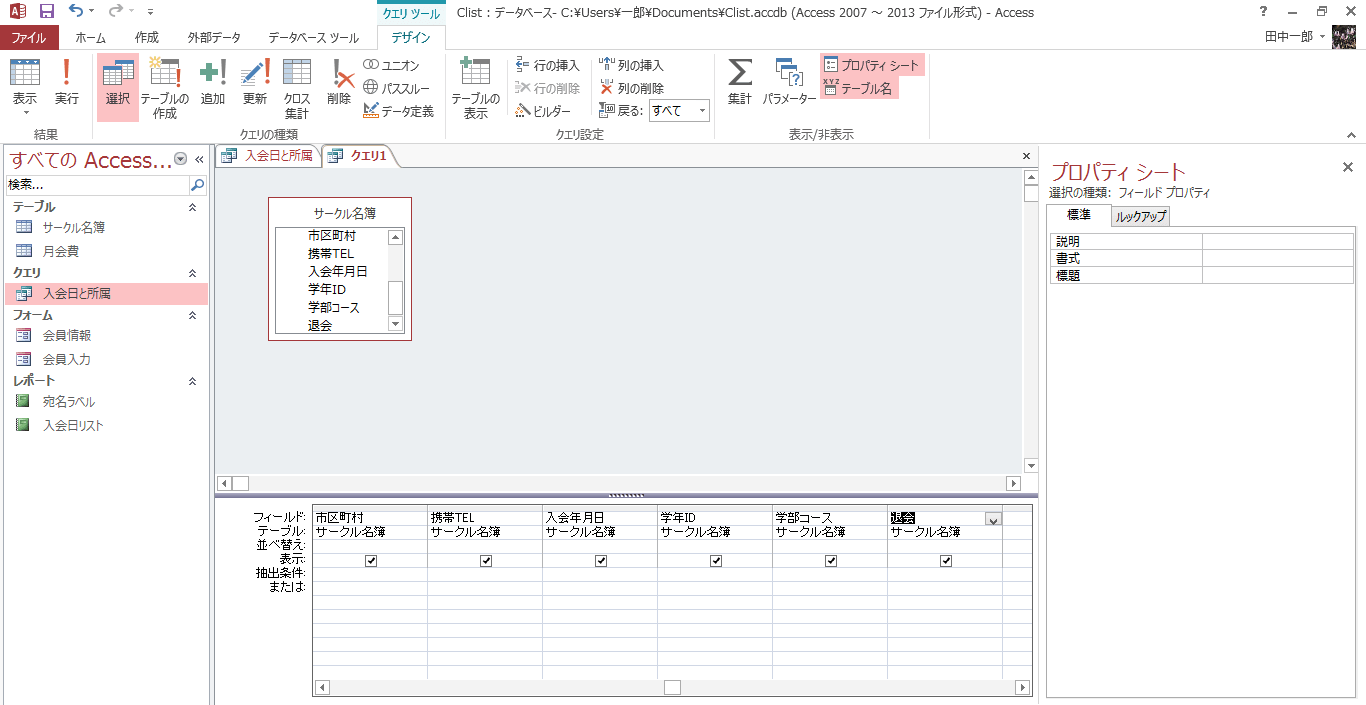 クエリ ツール
Clist : データベース- C:¥Users¥一郎¥Documents¥Clist.accdb (Access 2007 ～ 2013 ファイル形式) - Access
ファイル ホーム 作成 外部データ データベース ツール デザイン
田中一郎
表示 実行
結果
選択 テーブルの作成 追加 更新 クロス集計 削除
ユニオン
パススルー
データ定義
クエリの種類
テーブルの表示
行の挿入
行の削除
ビルダー
列の挿入
列の削除
戻る: すべて
クエリ設定
集計 パラメーター
プロパティ シート
XYZ
テーブル名
表示/非表示
すべての Access...
検索...
テーブル
サークル名簿
月会費
クエリ
入会日と所属
フォーム
会員情報
会員入力
レポート
宛名ラベル
入会日リスト
入会日と所属 クエリ1
サークル名簿
市区町村
携帯TEL
入会年月日
学年ID
学部コース
退会
フィールド: 市区町村 携帯TEL 入会年月日 学年ID 学部コース 退会
テーブル: サークル名簿 サークル名簿 サークル名簿 サークル名簿 サークル名簿 サークル名簿
並べ替え:
表示:
抽出条件:
または:
プロパティ シート
選択の種類: フィールド プロパティ
標準 ルックアップ
説明
書式
標題